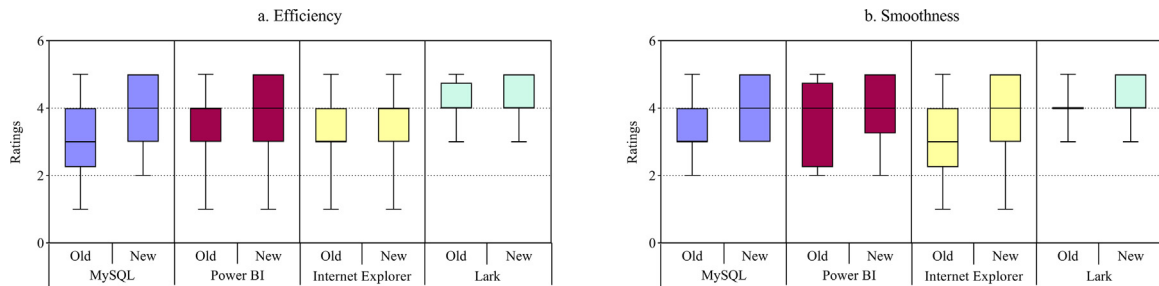 a. Efficiency
6
4
2
0
Ratings
Old New Old New Old New Old New
MySQL Power BI Internet Explorer Lark
b. Smoothness
6
4
2
0
Ratings
Old New Old New Old New Old New
MySQL Power BI Internet Explorer Lark